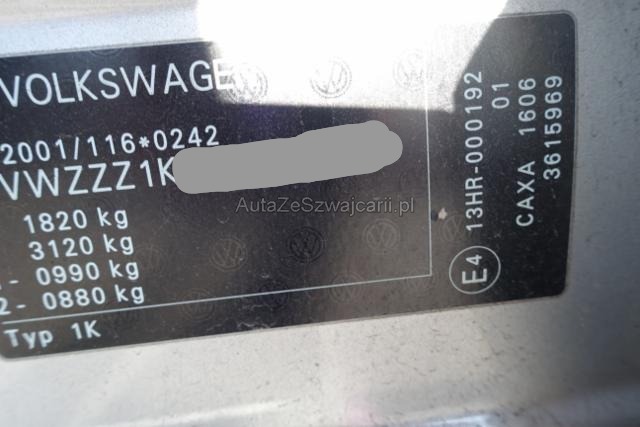 VOLKSWAGE
2001/116*0242
VWZZZ1K
1820 kg
3120 kg
- 0990 kg
2- 0880 kg
Typ 1K
E4 13HR-000192
01
CAXA 1606
3615969
AutaZeSzwajcarii.pl